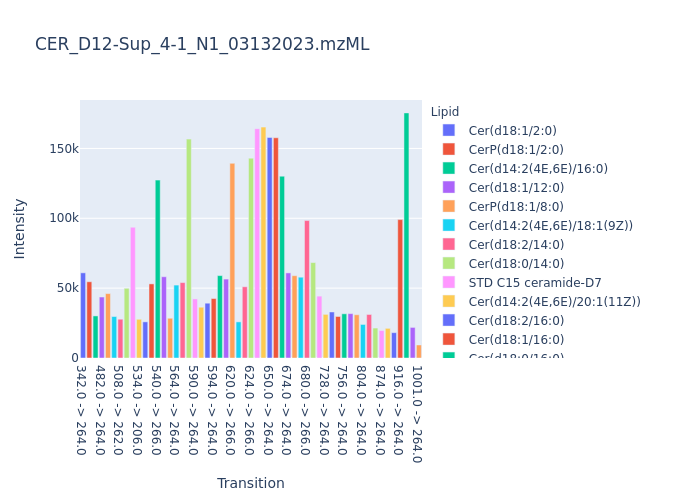 CER_D12-Sup_4-1_N1_03132023.mzML
Lipid
Cer(d18:1/2:0)
CerP(d18:1/2:0)
Cer(d14:2(4E,6E)/16:0)
Cer(d18:1/12:0)
CerP(d18:1/8:0)
Cer(d14:2(4E,6E)/18:1(9Z))
Cer(d18:2/14:0)
Cer(d18:0/14:0)
STD C15 ceramide-D7
Cer(d14:2(4E,6E)/20:1(11Z))
Cer(d18:2/16:0)
Cer(d18:1/16:0)
Cer(d18:0/16:0)
Intensity
150k
100k
50k
0
342.0 -> 264.0
482.0 -> 264.0
508.0 -> 262.0
534.0 -> 206.0
540.0 -> 266.0
564.0 -> 264.0
590.0 -> 264.0
594.0 -> 264.0
620.0 -> 266.0
624.0 -> 264.0
650.0 -> 264.0
674.0 -> 264.0
680.0 -> 266.0
728.0 -> 264.0
756.0 -> 264.0
804.0 -> 264.0
874.0 -> 264.0
916.0 -> 264.0
1001.0 -> 264.0
Transition